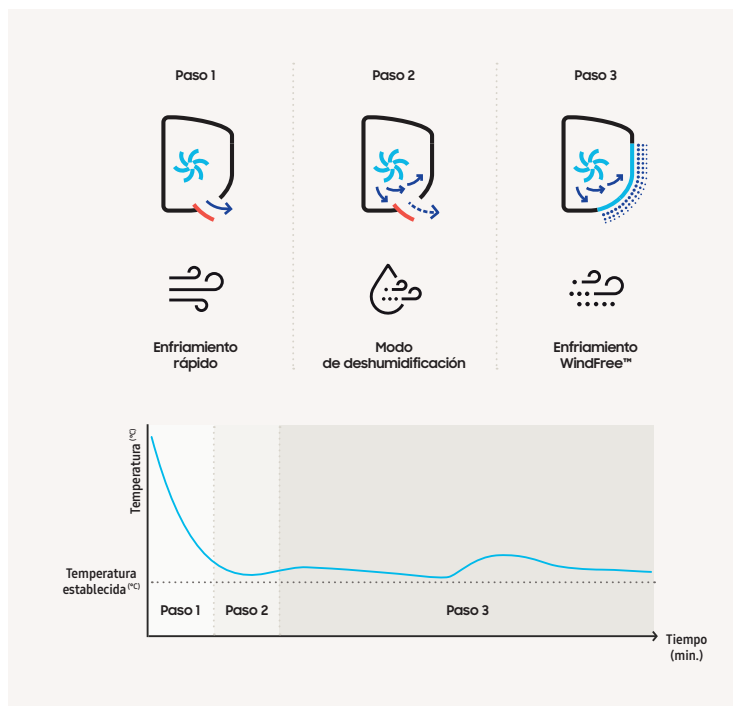 Paso 1
Paso 2
Paso 3
Enfriamiento
rápido
Modo
de deshumidificación
Enfriamiento
WindFree™
Temperatura (°C)
Temperatura
establecida (°C)
Paso 1
Paso 2
Paso 3
Tiempo
(min.)